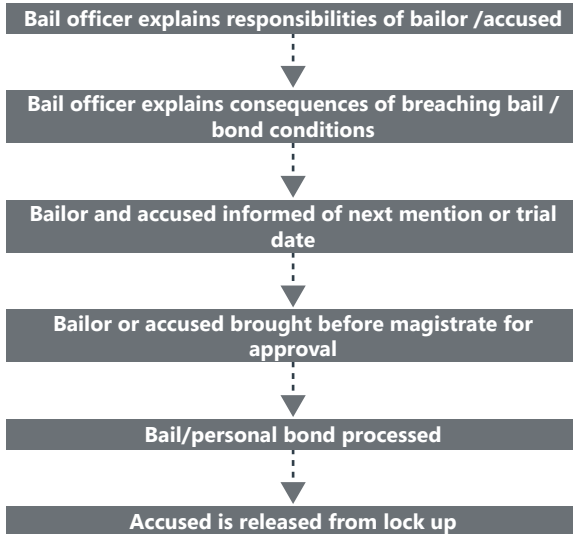 Bail officer explains responsibilities of bailor /accused
Bail officer explains consequences of breaching bail /
bond conditions
Bailor and accused informed of next mention or trial
date
Bailor or accused brought before magistrate for
approval
Bail/personal bond processed
Accused is released from lock up